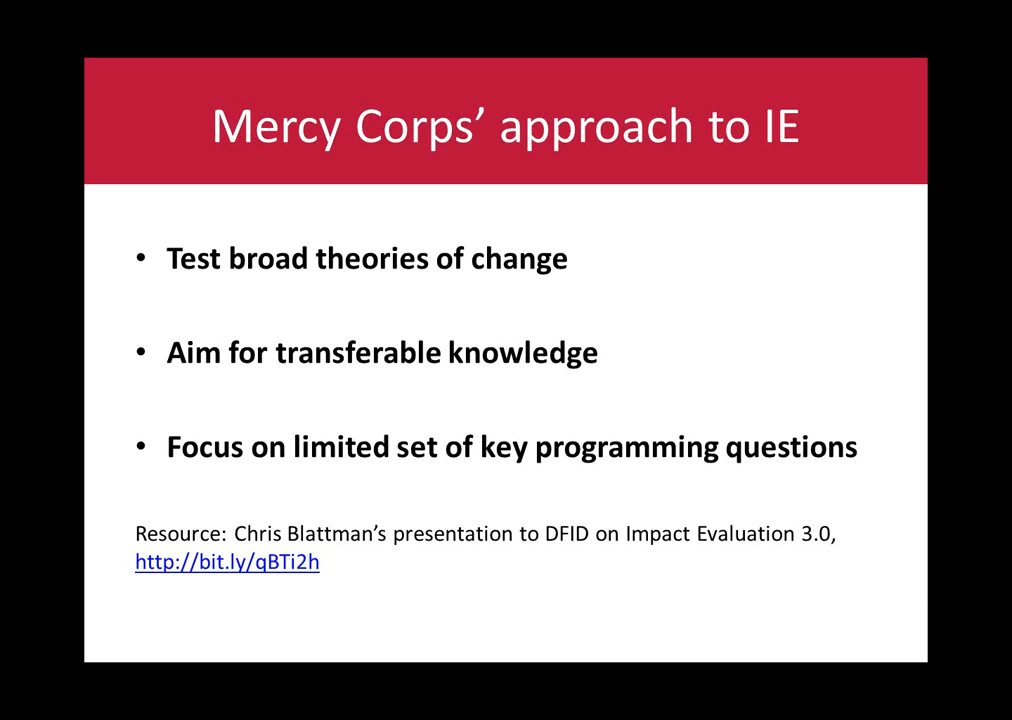 Mercy Corps’ approach to IE
• Test broad theories of change
• Aim for transferable knowledge
• Focus on limited set of key programming questions
Resource: Chris Blattman’s presentation to DFID on Impact Evaluation 3.0,
http://bit.ly/qBTi2h